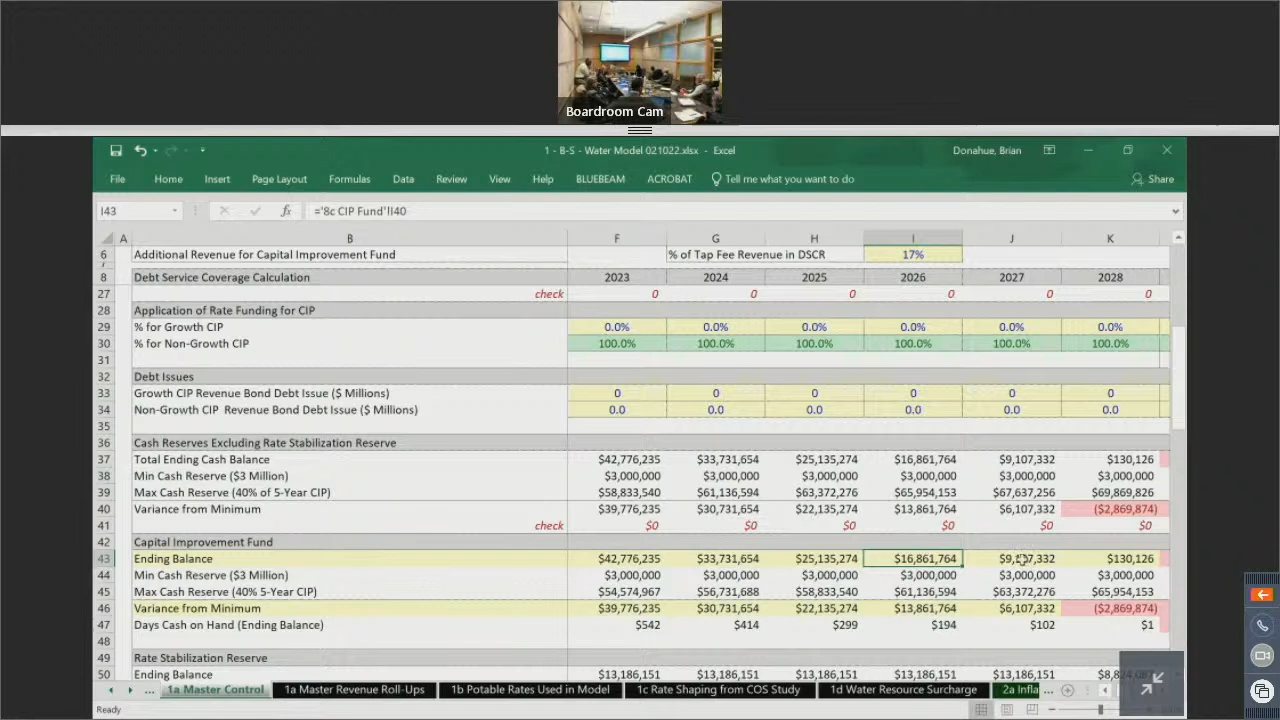 Boardroom Cam
1 - B-S - Water Model 021022.xlsx - Excel
Donahue, Brian
File Home Insert Page Layout Formulas Data Review View Help BLUEBEAM ACROBAT Tell me what you want to do Share
I43 fx ='8c CIP Fund'!I40
A B F G H I J K
6 Additional Revenue for Capital Improvement Fund % of Tap Fee Revenue in DSCR 17%
8 Debt Service Coverage Calculation 2023 2024 2025 2026 2027 2028
27 check 0 0 0 0 0 0
28 Application of Rate Funding for CIP
29 % for Growth CIP 0.0% 0.0% 0.0% 0.0% 0.0% 0.0%
30 % for Non-Growth CIP 100.0% 100.0% 100.0% 100.0% 100.0% 100.0%
31
32 Debt Issues
33 Growth CIP Revenue Bond Debt Issue ($ Millions) 0 0 0 0 0 0
34 Non-Growth CIP Revenue Bond Debt Issue ($ Millions) 0.0 0.0 0.0 0.0 0.0 0.0
35
36 Cash Reserves Excluding Rate Stabilization Reserve
37 Total Ending Cash Balance $42,776,235 $33,731,654 $25,135,274 $16,861,764 $9,107,332 $130,126
38 Min Cash Reserve ($3 Million) $3,000,000 $3,000,000 $3,000,000 $3,000,000 $3,000,000 $3,000,000
39 Max Cash Reserve (40% of 5-Year CIP) $58,833,540 $61,136,594 $63,372,276 $65,954,153 $67,637,256 $69,869,826
40 Variance from Minimum $39,776,235 $30,731,654 $22,135,274 $13,861,764 $6,107,332 ($2,869,874)
41 check $0 $0 $0 $0 $0 $0
42 Capital Improvement Fund
43 Ending Balance $42,776,235 $33,731,654 $25,135,274 $16,861,764 $9,107,332 $130,126
44 Min Cash Reserve ($3 Million) $3,000,000 $3,000,000 $3,000,000 $3,000,000 $3,000,000 $3,000,000
45 Max Cash Reserve (40% 5-Year CIP) $54,574,967 $56,731,688 $58,833,540 $61,136,594 $63,372,276 $65,954,153
46 Variance from Minimum $39,776,235 $30,731,654 $22,135,274 $13,861,764 $6,107,332 ($2,869,874)
47 Days Cash on Hand (Ending Balance) $542 $414 $299 $194 $102 $1
48
49 Rate Stabilization Reserve
50 Ending Balance $13,186,151 $13,186,151 $13,186,151 $13,186,151 $13,186,151
... 1a Master Control 1a Master Revenue Roll-Ups 1b Potable Rates Used in Model 1c Rate Shaping from COS Study 1d Water Resource Surcharge 2a Infla ...
Ready